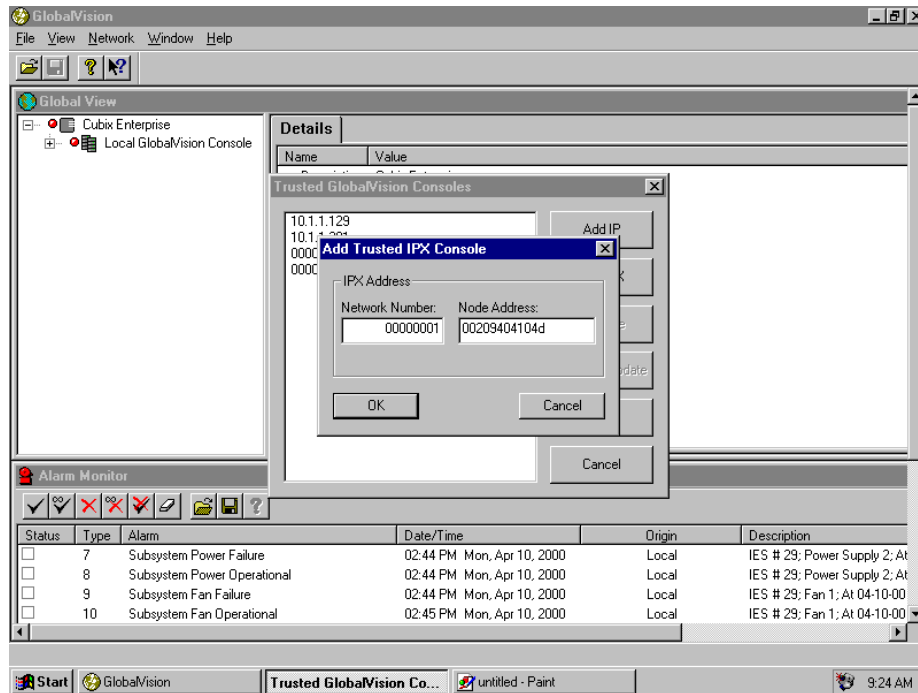 GlobalVision
File View Network Window Help
Global View
Cubix Enterprise
Local GlobalVision Console
Details
Name Value
Trusted GlobalVision Consoles
10.1.1.129
10.1.
0000
0000
Add IP
Add Trusted IPX Console
IPX Address
Network Number: Node Address:
00000001 00209404104d
OK Cancel
date
Cancel
Alarm Monitor
Status Type Alarm Date/Time Origin Description
7 Subsystem Power Failure 02:44 PM Mon, Apr 10, 2000 Local IES # 29; Power Supply 2; At
8 Subsystem Power Operational 02:44 PM Mon, Apr 10, 2000 Local IES # 29; Power Supply 2; At
9 Subsystem Fan Failure 02:44 PM Mon, Apr 10, 2000 Local IES # 29; Fan 1; At 04-10-00
10 Subsystem Fan Operational 02:45 PM Mon, Apr 10, 2000 Local IES # 29; Fan 1; At 04-10-00
Start GlobalVision Trusted GlobalVision Co... untitled - Paint 9:24 AM